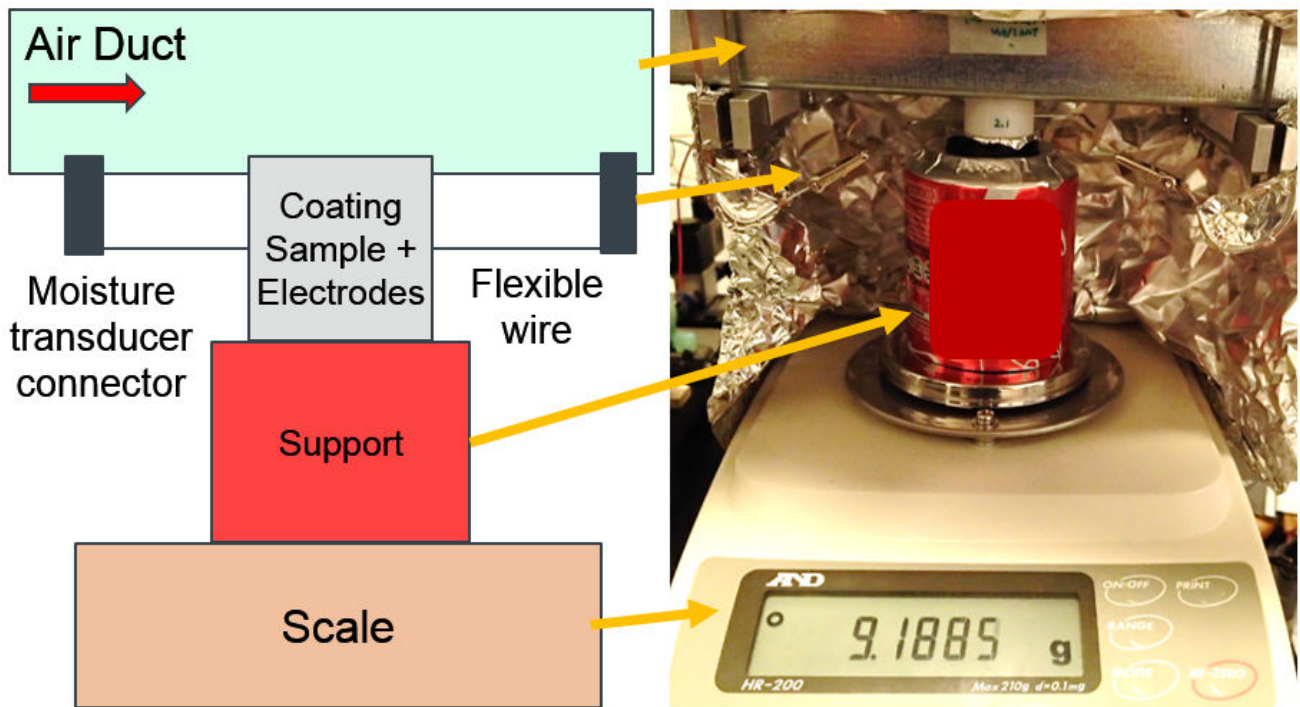 Air Duct
Coating
Sample +
Electrodes
Moisture
transducer
connector
Flexible
wire
Support
Scale
2.1
AND
ON:OFF
PRINT
RANGE
MODE
RE-ZERO
9.1885 g
HR-200
Max 210g d=0.1mg